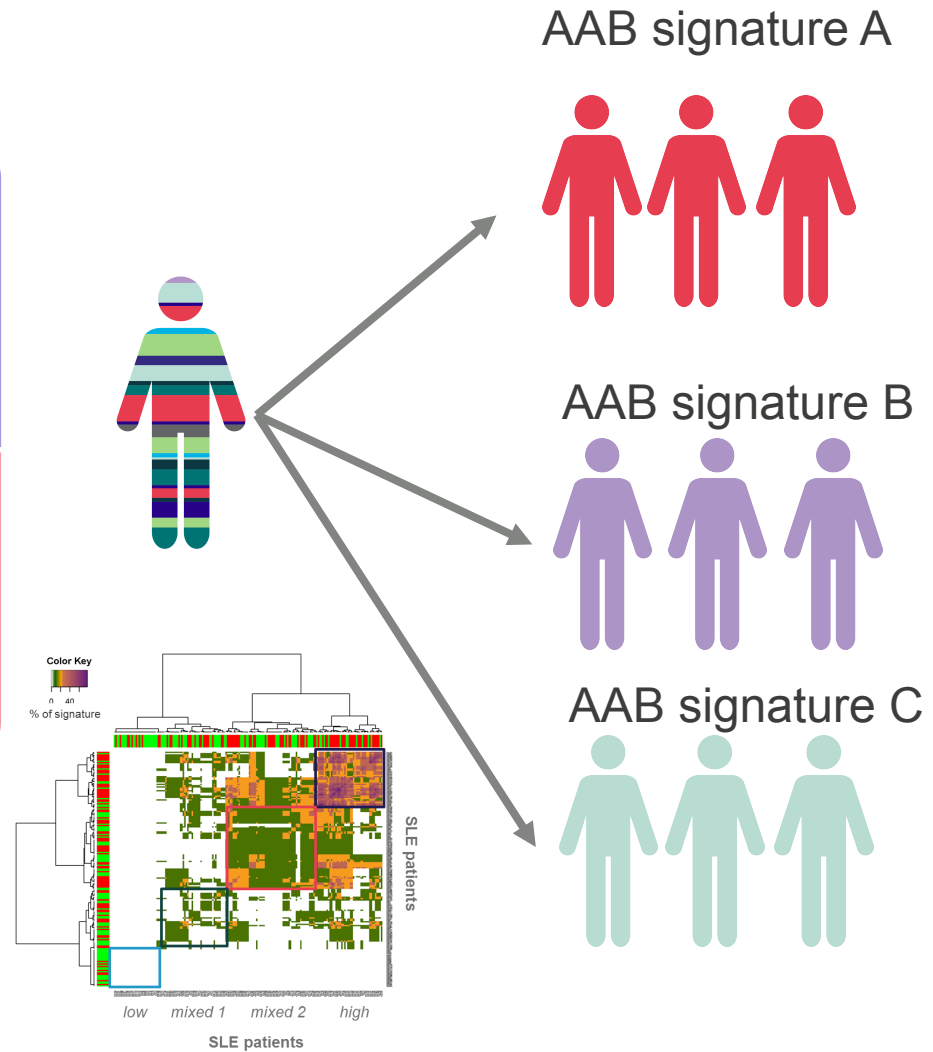 AAB signature A
AAB signature B
AAB signature C
Color Key
0 40
% of signature
SLE patients
low mixed 1 mixed 2 high
SLE patients